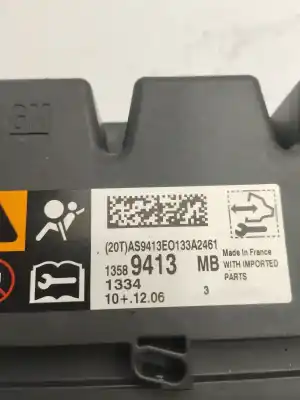 GM
(20T)AS9413EO133A2461
1358 9413 MB
1334
10+.12.06 3
Made in France
WITH IMPORTED
PARTS